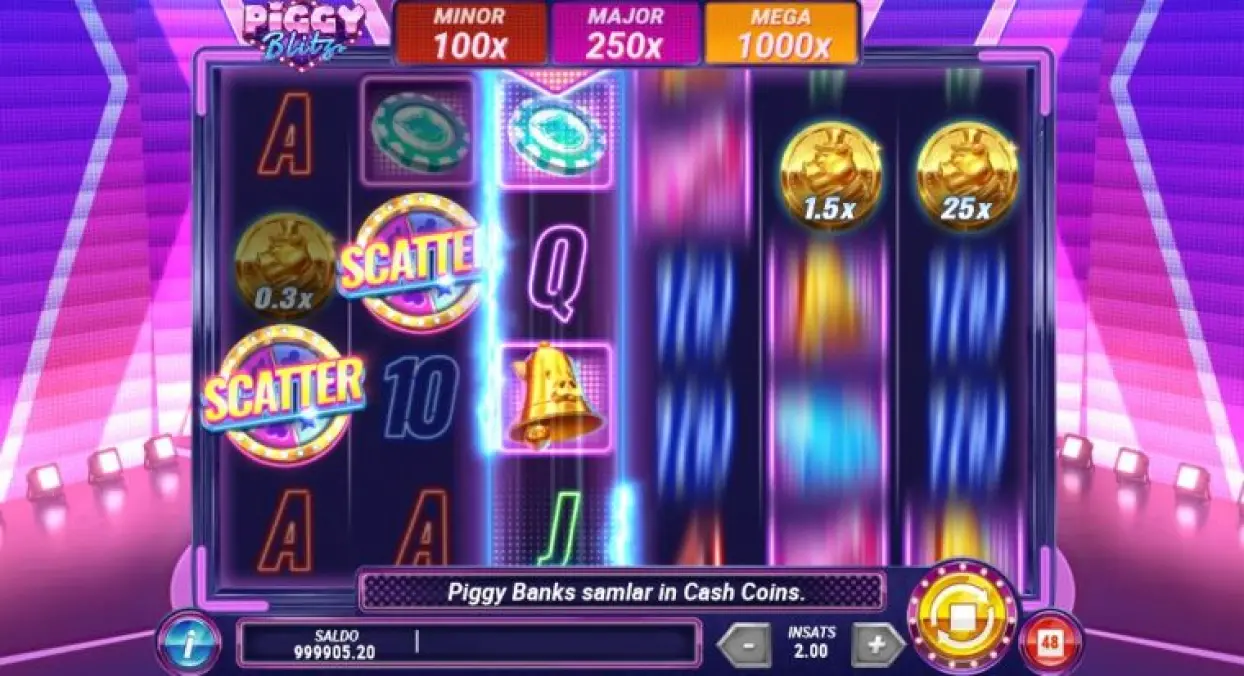 PiGGY
Blitz
MINOR
100x
MAJOR
250x
MEGA
1000x
A
Q
1.5x
25x
0.3x
SCATTE
SCATTER
10
A
A
J
Piggy Banks samlar in Cash Coins.
SALDO
999905.20
-
INSATS
2.00
+
i
48